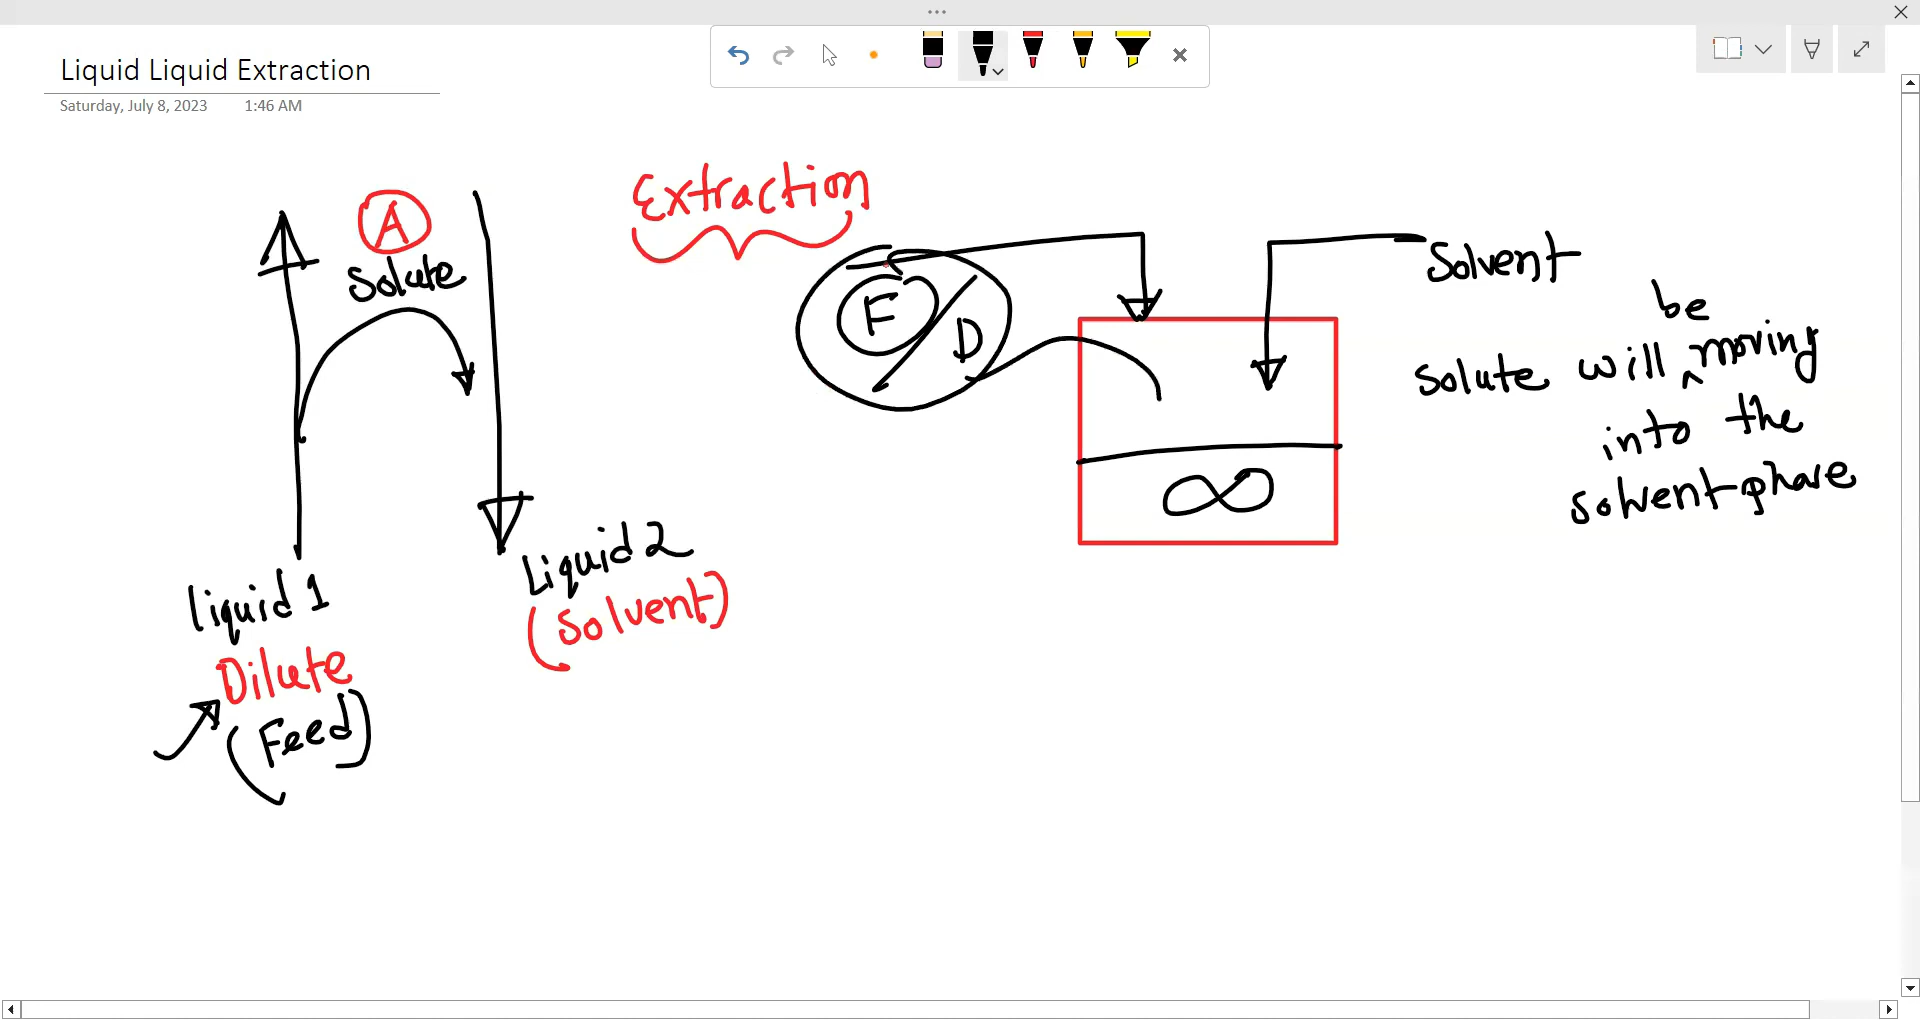 Liquid Liquid Extraction
Saturday, July 8, 2023 1:46 AM
A
Solute
Extraction
F
D
Solvent
solute will be moving
into the
solvent phase
Liquid 1
Dilute
(Feed)
Liquid 2
(Solvent)